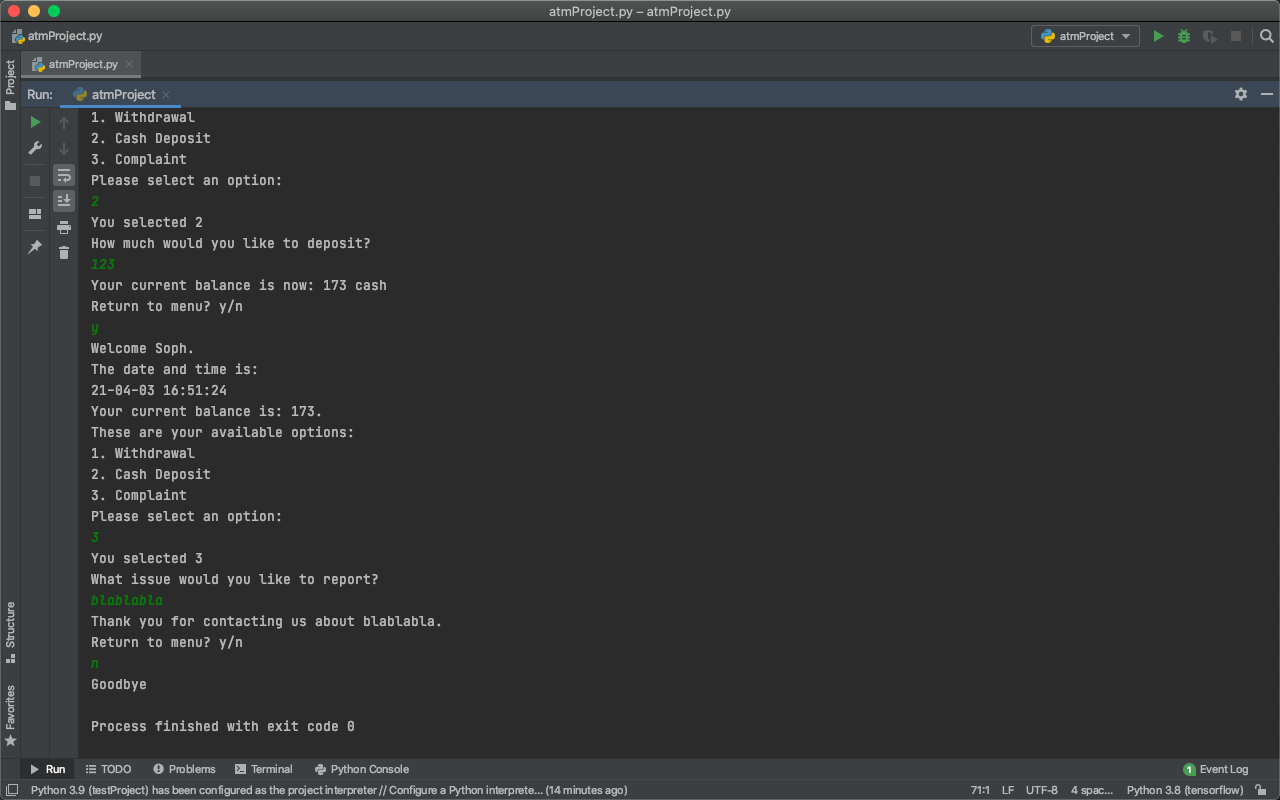 atmProject.py – atmProject.py
atmProject.py
atmProject
Project
atmProject.py
Run:
atmProject
1. Withdrawal
2. Cash Deposit
3. Complaint
Please select an option:
2
You selected 2
How much would you like to deposit?
123
Your current balance is now: 173 cash
Return to menu? y/n
y
Welcome Soph.
The date and time is:
21-04-03 16:51:24
Your current balance is: 173.
These are your available options:
1. Withdrawal
2. Cash Deposit
3. Complaint
Please select an option:
3
You selected 3
What issue would you like to report?
blablabla
Thank you for contacting us about blablabla.
Return to menu? y/n
n
Goodbye
Process finished with exit code 0
Structure
Favorites
Run
TODO
Problems
Terminal
Python Console
1 Event Log
Python 3.9 (testProject) has been configured as the project interpreter // Configure a Python interprete... (14 minutes ago)
71:1 LF UTF-8 4 spac... Python 3.8 (tensorflow)